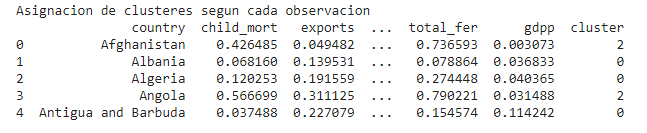 Asignacion de clusteres segun cada observacion
country child_mort exports ... total_fer gdpp cluster
0 Afghanistan 0.426485 0.049482 ... 0.736593 0.003073 2
1 Albania 0.068160 0.139531 ... 0.078864 0.036833 0
2 Algeria 0.120253 0.191559 ... 0.274448 0.040365 0
3 Angola 0.566699 0.311125 ... 0.790221 0.031488 2
4 Antigua and Barbuda 0.037488 0.227079 ... 0.154574 0.114242 0